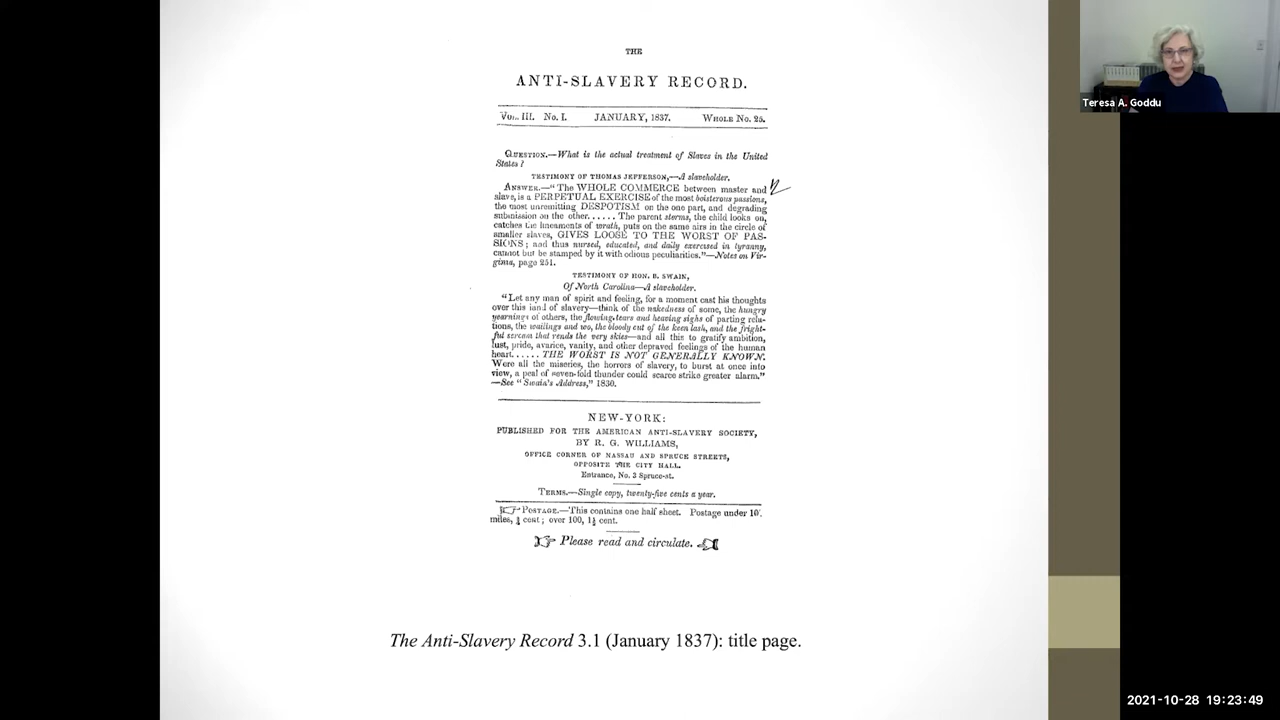 THE
ANTI-SLAVERY RECORD.
VOL. III. NO. I. JANUARY, 1837. WHOLE NO. 25.
QUESTION.—What is the actual treatment of Slaves in the United
States?
TESTIMONY OF THOMAS JEFFERSON,—A slaveholder.
ANSWER.—"The WHOLE COMMERCE between master and
slave, is a PERPETUAL EXERCISE of the most boisterous passions,
the most unremitting DESPOTISM on the one part, and degrading
submission on the other...... The parent storms, the child looks on,
catches the lineaments of wrath, puts on the same airs in the circle of
smaller slaves, GIVES LOOSE TO THE WORST OF PAS-
SIONS; and thus nursed, educated, and daily exercised in tyranny,
cannot but be stamped by it with odious peculiarities."—Notes on Vir-
ginia, page 251.
TESTIMONY OF HON. B. SWAIN,
Of North Carolina—A slaveholder.
"Let any man of spirit and feeling, for a moment cast his thoughts
over this land of slavery—think of the nakedness of some, the hungry
yearnings of others, the flowing tears and heaving sighs of parting rela-
tions, the wailings and wo, the bloody cut of the keen lash, and the fright-
ful scream that rends the very skies—and all this to gratify ambition,
lust, pride, avarice, vanity, and other depraved feelings of the human
heart...... THE WORST IS NOT GENERALLY KNOWN.
Were all the miseries, the horrors of slavery, to burst at once into
view, a peal of seven-fold thunder could scarce strike greater alarm."
—See "Swain's Address," 1830.
NEW-YORK:
PUBLISHED FOR THE AMERICAN ANTI-SLAVERY SOCIETY,
BY R. G. WILLIAMS,
OFFICE CORNER OF NASSAU AND SPRUCE STREETS,
OPPOSITE THE CITY HALL.
Entrance, No. 3 Spruce-st.
TERMS.—Single copy, twenty-five cents a year.
POSTAGE.—This contains one half sheet. Postage under 10
miles, cent; over 100, 1½ cent.
Please read and circulate.
The Anti-Slavery Record 3.1 (January 1837): title page.
Teresa A. Goddu
2021-10-28 19:23:49